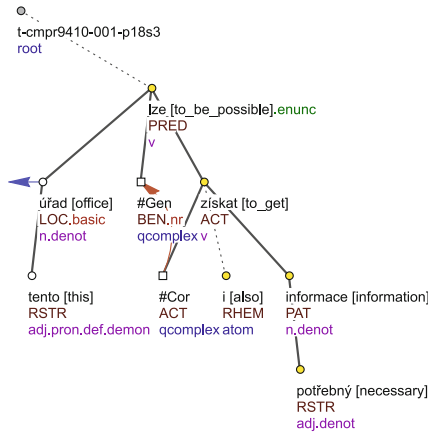 t-cmpr9410-001-p18s3
root
lze [to_be_possible].enunc
PRED
v
úřad [office] #Gen získat [to_get]
LOC.basic BEN.nr ACT
n.denot qcomplex v
tento [this] #Cor i [also] informace [information]
RSTR ACT RHEM PAT
adj.pron.def.demon qcomplex atom n.denot
potřebný [necessary]
RSTR
adj.denot